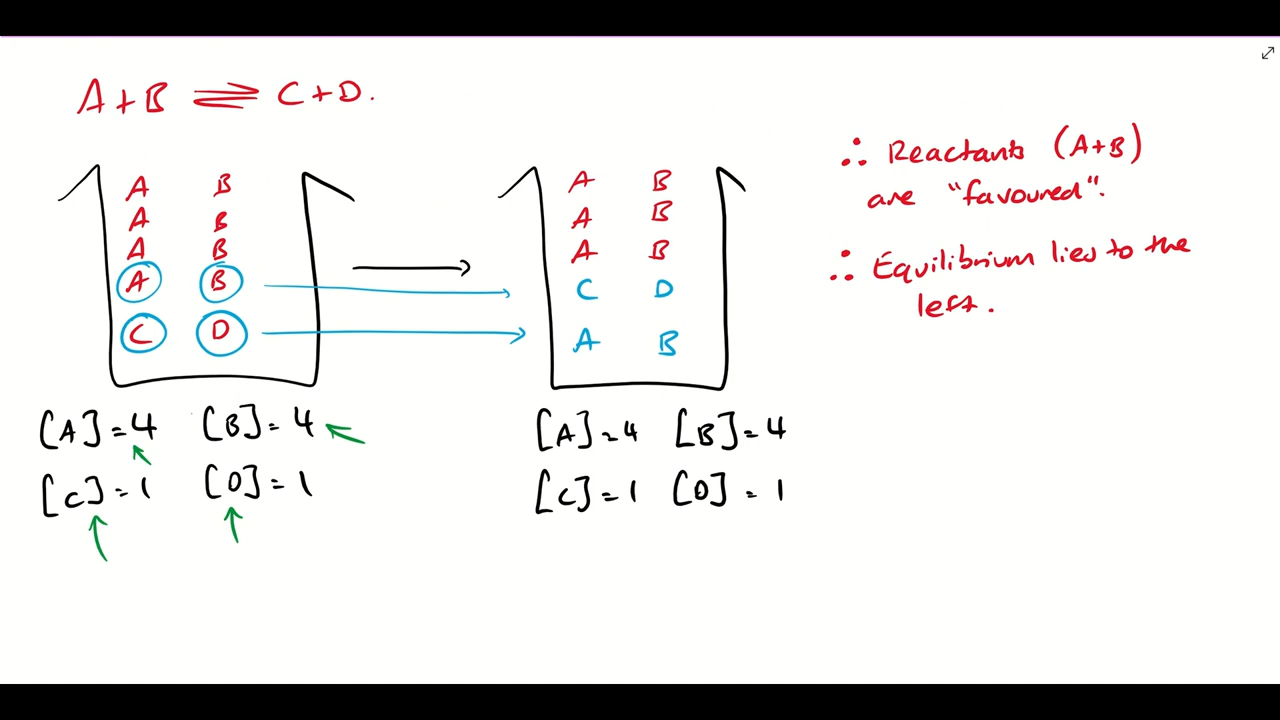 A + B ⇌ C + D.
A B
A B
A B
A B
C D
[A] = 4 [B] = 4
[C] = 1 [D] = 1
A B
A B
A B
C D
A B
[A] = 4 [B] = 4
[C] = 1 [D] = 1
∴ Reactants (A+B)
are "favoured".
∴ Equilibrium lies to the
left.